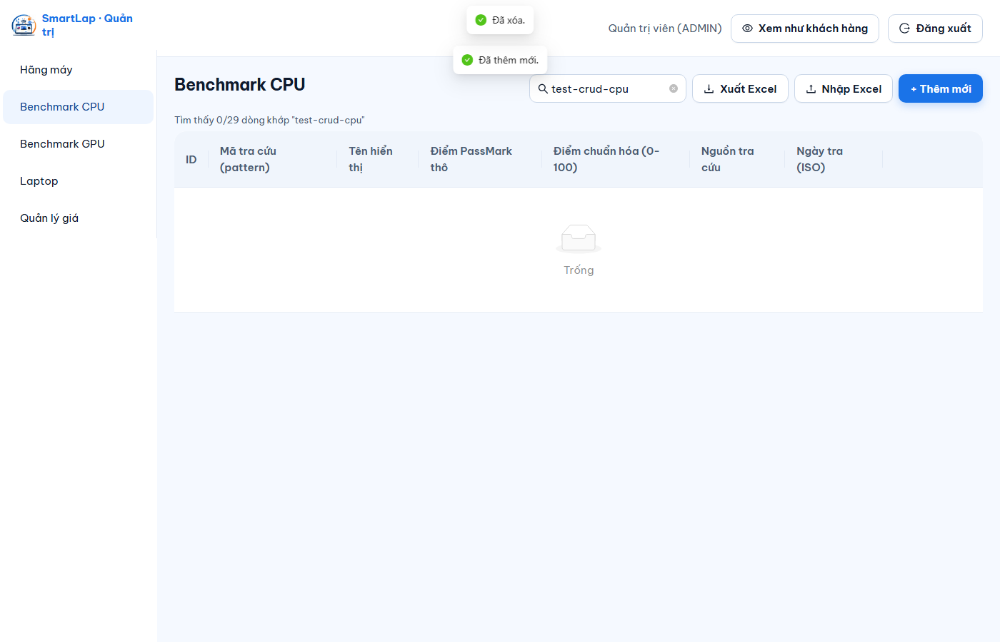 SmartLap · Quản
trị
Đã xóa.
Đã thêm mới.
Quản trị viên (ADMIN)
Xem như khách hàng
Đăng xuất
Hãng máy
Benchmark CPU
Benchmark GPU
Laptop
Quản lý giá
Benchmark CPU
test-crud-cpu
Xuất Excel
Nhập Excel
+ Thêm mới
Tìm thấy 0/29 dòng khớp "test-crud-cpu"
ID
Mã tra cứu
(pattern)
Tên hiển
thị
Điểm PassMark
thô
Điểm chuẩn hóa (0-
100)
Nguồn tra
cứu
Ngày tra
(ISO)
Trống